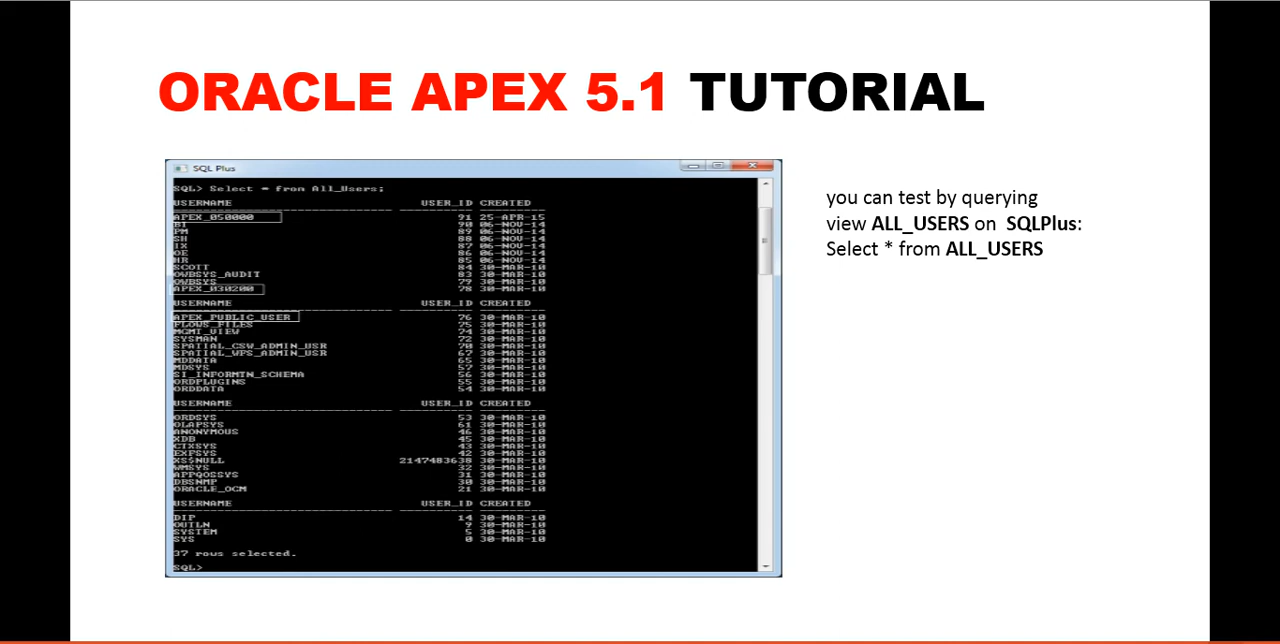 ORACLE APEX 5.1 TUTORIAL
SQL Plus
SQL> Select * from All_Users;
USERNAME USER_ID CREATED
APEX_050000 91 25-APR-15
BI 90 06-NOV-14
PM 89 06-NOV-14
SH 88 06-NOV-14
IX 87 06-NOV-14
OE 86 06-NOV-14
HR 85 06-NOV-14
SCOTT 84 30-MAR-10
OWBSYS_AUDIT 83 30-MAR-10
OWBSYS 79 30-MAR-10
APEX_030200 78 30-MAR-10
USERNAME USER_ID CREATED
APEX_PUBLIC_USER 76 30-MAR-10
FLOWS_FILES 75 30-MAR-10
MGMT_VIEW 74 30-MAR-10
SYSMAN 72 30-MAR-10
SPATIAL_CSW_ADMIN_USR 70 30-MAR-10
SPATIAL_WFS_ADMIN_USR 67 30-MAR-10
MDDATA 65 30-MAR-10
MDSYS 57 30-MAR-10
SI_INFORMTN_SCHEMA 56 30-MAR-10
ORDPLUGINS 55 30-MAR-10
ORDDATA 54 30-MAR-10
USERNAME USER_ID CREATED
ORDSYS 53 30-MAR-10
OLAPSYS 61 30-MAR-10
ANONYMOUS 46 30-MAR-10
XDB 45 30-MAR-10
CTXSYS 43 30-MAR-10
EXFSYS 42 30-MAR-10
XS$NULL 2147483638 30-MAR-10
WMSYS 32 30-MAR-10
APPQOSSYS 31 30-MAR-10
DBSNMP 30 30-MAR-10
ORACLE_OCM 21 30-MAR-10
USERNAME USER_ID CREATED
DIP 14 30-MAR-10
OUTLN 9 30-MAR-10
SYSTEM 5 30-MAR-10
SYS 0 30-MAR-10
37 rows selected.
SQL>
you can test by querying
view ALL_USERS on SQLPlus:
Select * from ALL_USERS